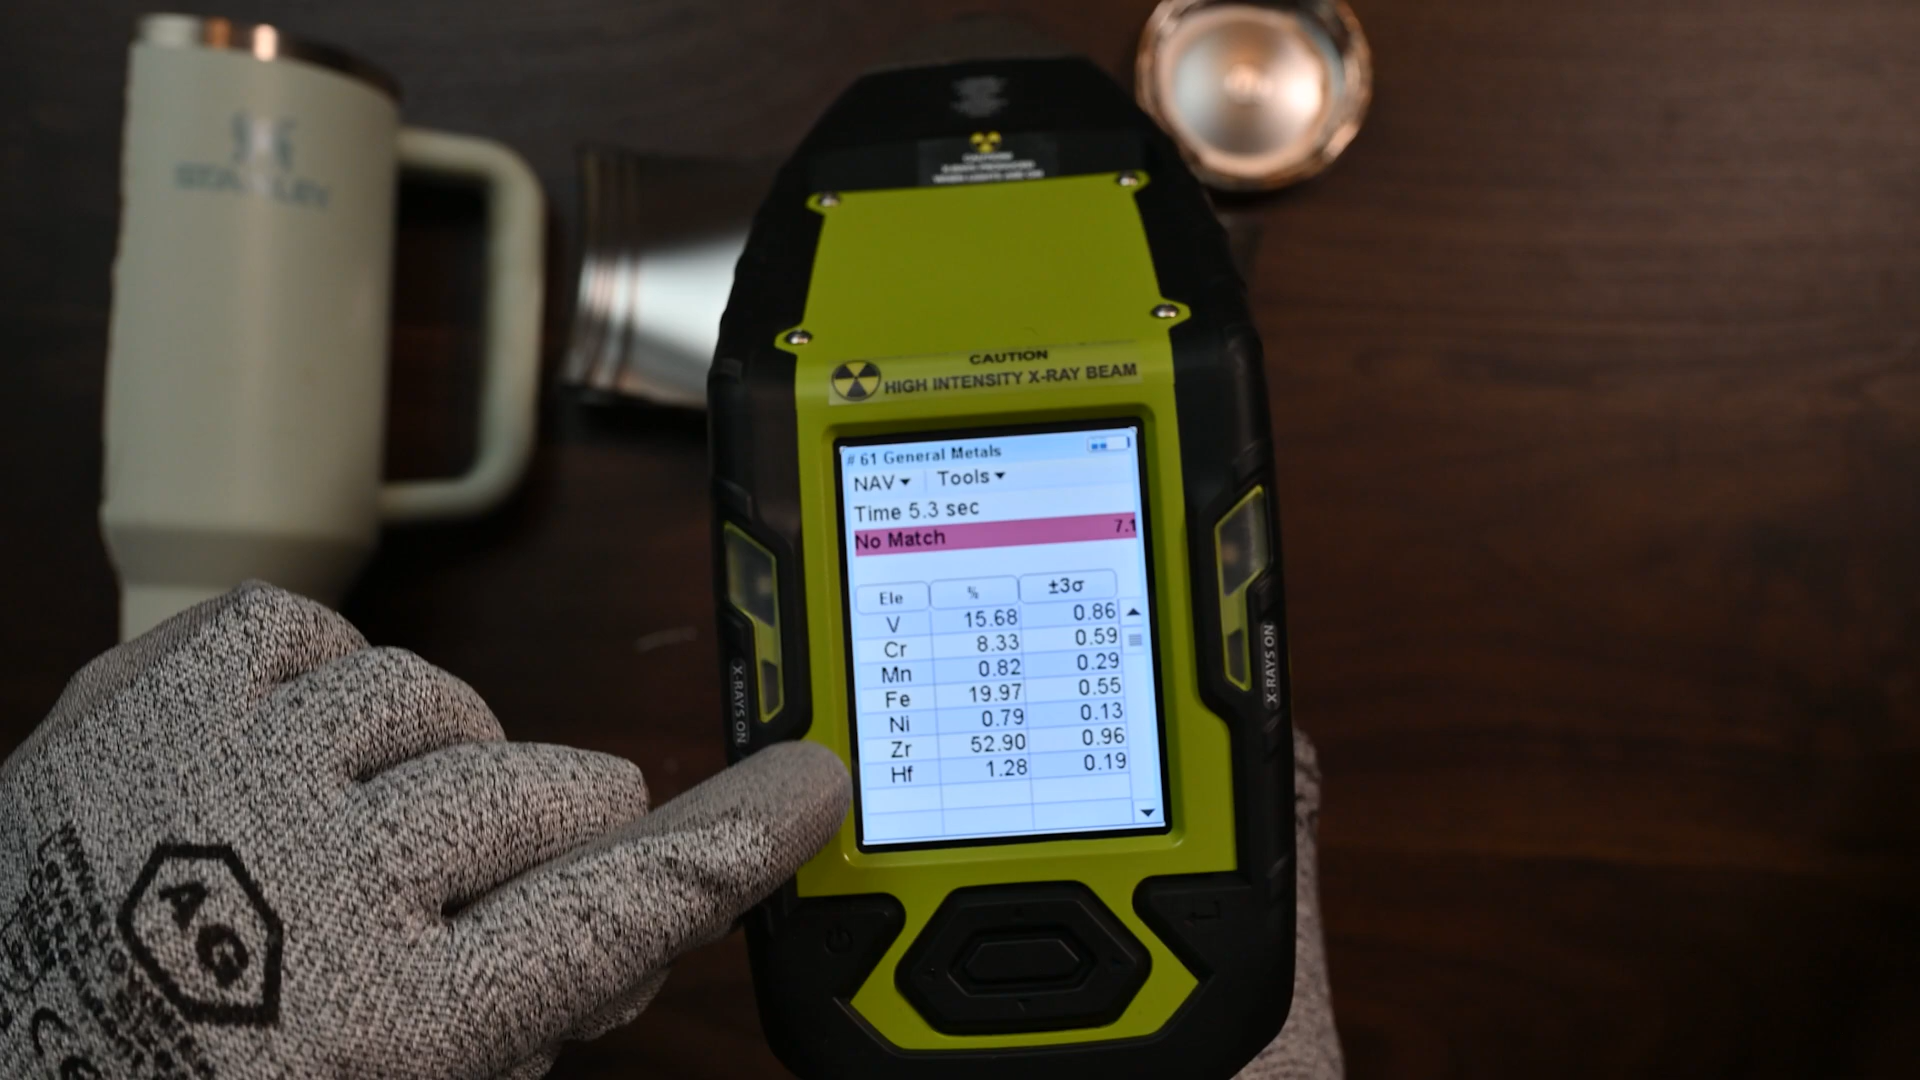 STANLEY
CAUTION
CAUTION
HIGH INTENSITY X-RAY BEAM
# 61 General Metals
NAV Tools
Time 5.3 sec
No Match 7.1
Ele % ±3σ
V 15.68 0.86
Cr 8.33 0.59
Mn 0.82 0.29
Fe 19.97 0.55
Ni 0.79 0.13
Zr 52.90 0.96
Hf 1.28 0.19
X-RAYS ON
X-RAYS ON
AG